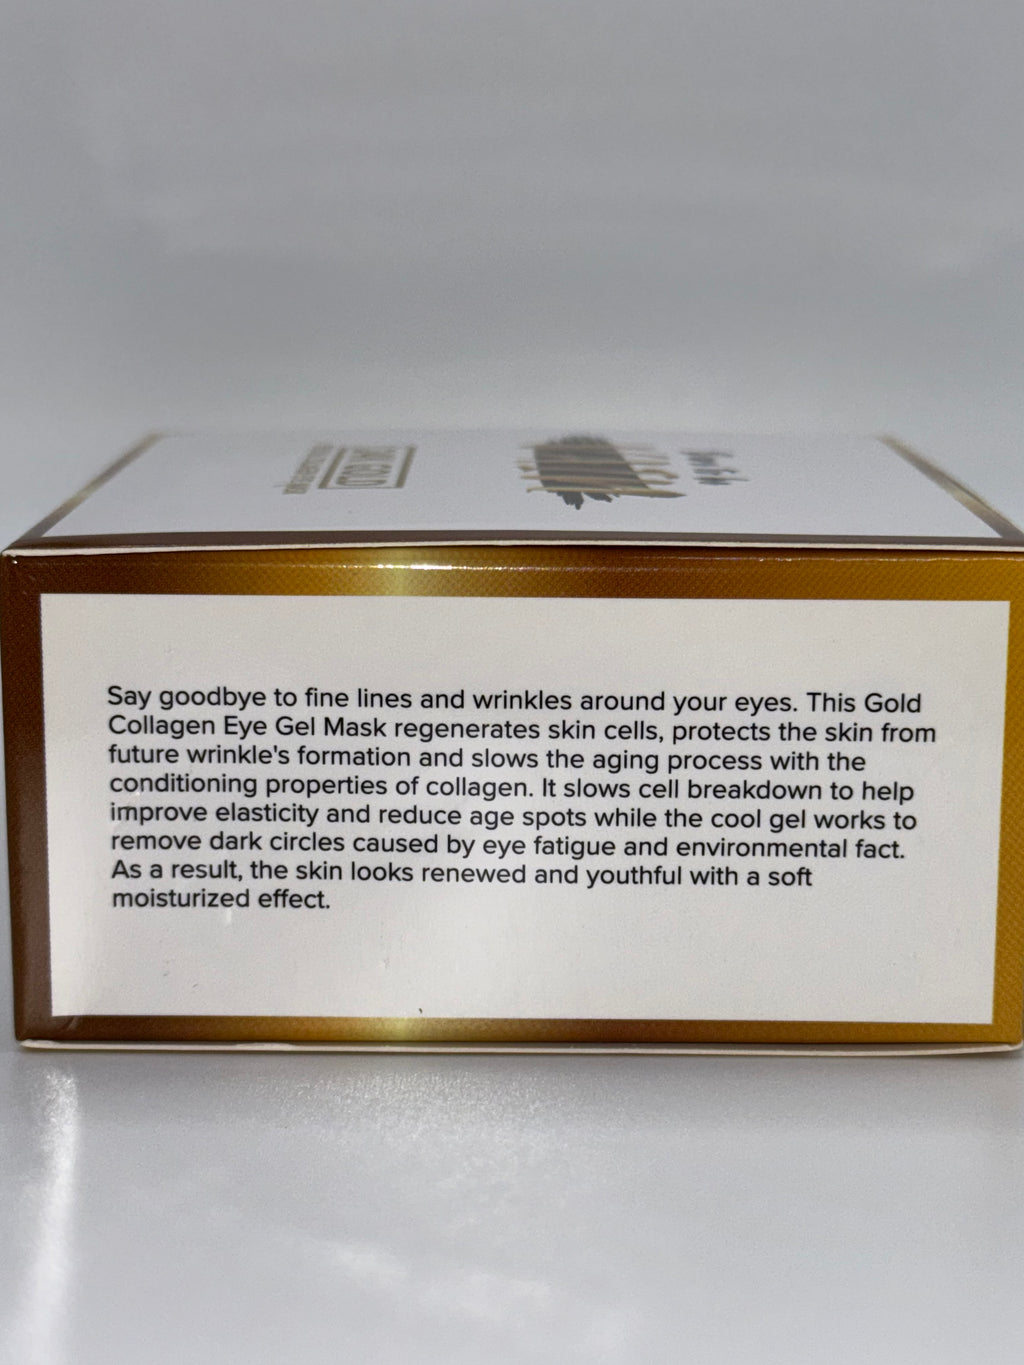 Say goodbye to fine lines and wrinkles around your eyes. This Gold
Collagen Eye Gel Mask regenerates skin cells, protects the skin from
future wrinkle's formation and slows the aging process with the
conditioning properties of collagen. It slows cell breakdown to help
improve elasticity and reduce age spots while the cool gel works to
remove dark circles caused by eye fatigue and environmental fact.
As a result, the skin looks renewed and youthful with a soft
moisturized effect.